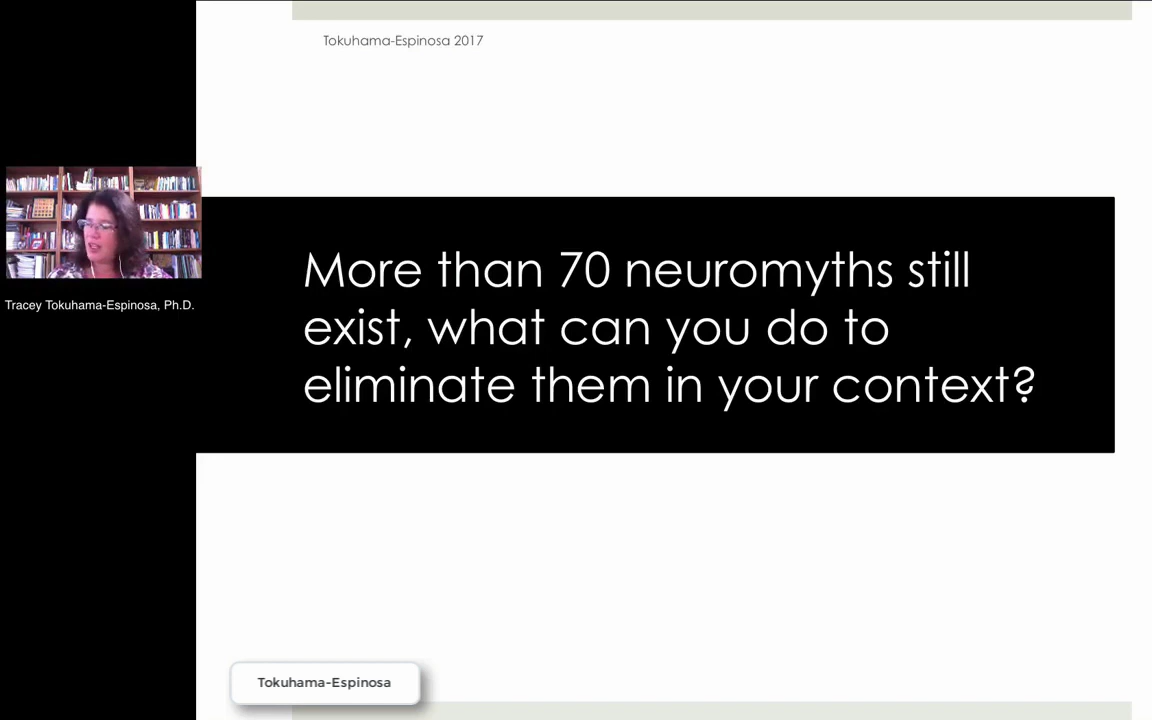 Tokuhama-Espinosa 2017
More than 70 neuromyths still
exist, what can you do to
eliminate them in your context?
Tracey Tokuhama-Espinosa, Ph.D.
Tokuhama-Espinosa